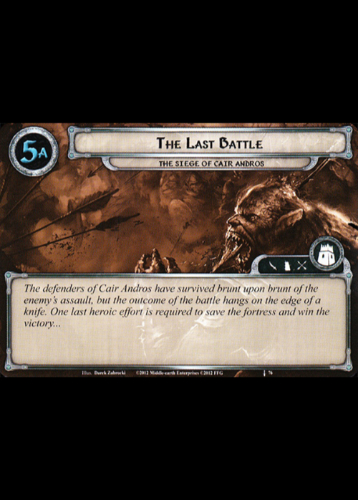 5A
THE LAST BATTLE
THE SIEGE OF CAIR ANDROS
The defenders of Cair Andros have survived brunt upon brunt of the
enemy's assault, but the outcome of the battle hangs on the edge of a
knife. One last heroic effort is required to save the fortress and win the
victory...
Illus. Darek Zabrocki ©2012 Middle-earth Enterprises ©2012 FFG 76